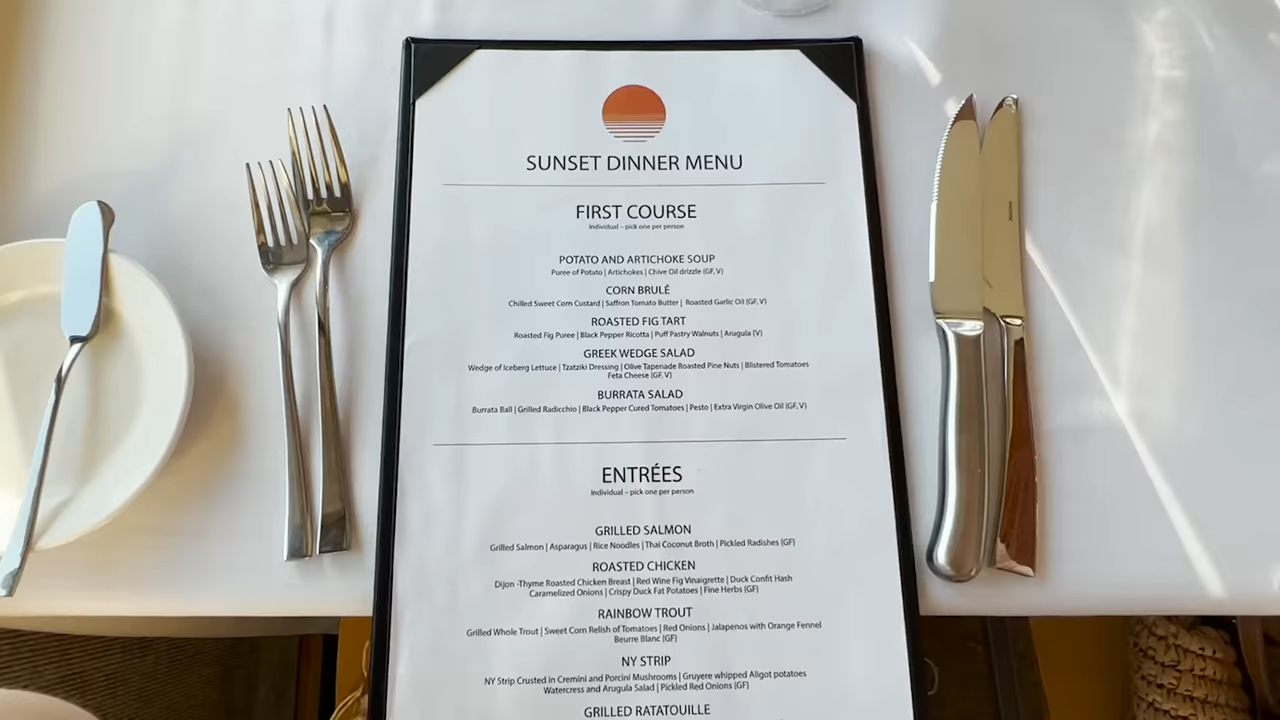 SUNSET DINNER MENU
FIRST COURSE
Individual – pick one per person
POTATO AND ARTICHOKE SOUP
Puree of Potato | Artichokes | Chive Oil drizzle (GF, V)
CORN BRULÉ
Chilled Sweet Corn Custard | Saffron Tomato Butter | Roasted Garlic Oil (GF, V)
ROASTED FIG TART
Roasted Fig Puree | Black Pepper Ricotta | Puff Pastry Walnuts | Arugula (V)
GREEK WEDGE SALAD
Wedge of Iceberg Lettuce | Tzatziki Dressing | Olive Tapenade Roasted Pine Nuts | Blistered Tomatoes
Feta Cheese (GF, V)
BURRATA SALAD
Burrata Ball | Grilled Radicchio | Black Pepper Cured Tomatoes | Pesto | Extra Virgin Olive Oil (GF, V)
ENTRÉES
Individual – pick one per person
GRILLED SALMON
Grilled Salmon | Asparagus | Rice Noodles | Thai Coconut Broth | Pickled Radishes (GF)
ROASTED CHICKEN
Dijon -Thyme Roasted Chicken Breast | Red Wine Fig Vinaigrette | Duck Confit Hash
Caramelized Onions | Crispy Duck Fat Potatoes | Fine Herbs (GF)
RAINBOW TROUT
Grilled Whole Trout | Sweet Corn Relish of Tomatoes | Red Onions | Jalapenos with Orange Fennel
Beurre Blanc (GF)
NY STRIP
NY Strip Crusted in Cremini and Porcini Mushrooms | Gruyere whipped Aligot potatoes
Watercress and Arugula Salad | Pickled Red Onions (GF)
GRILLED RATATOUILLE